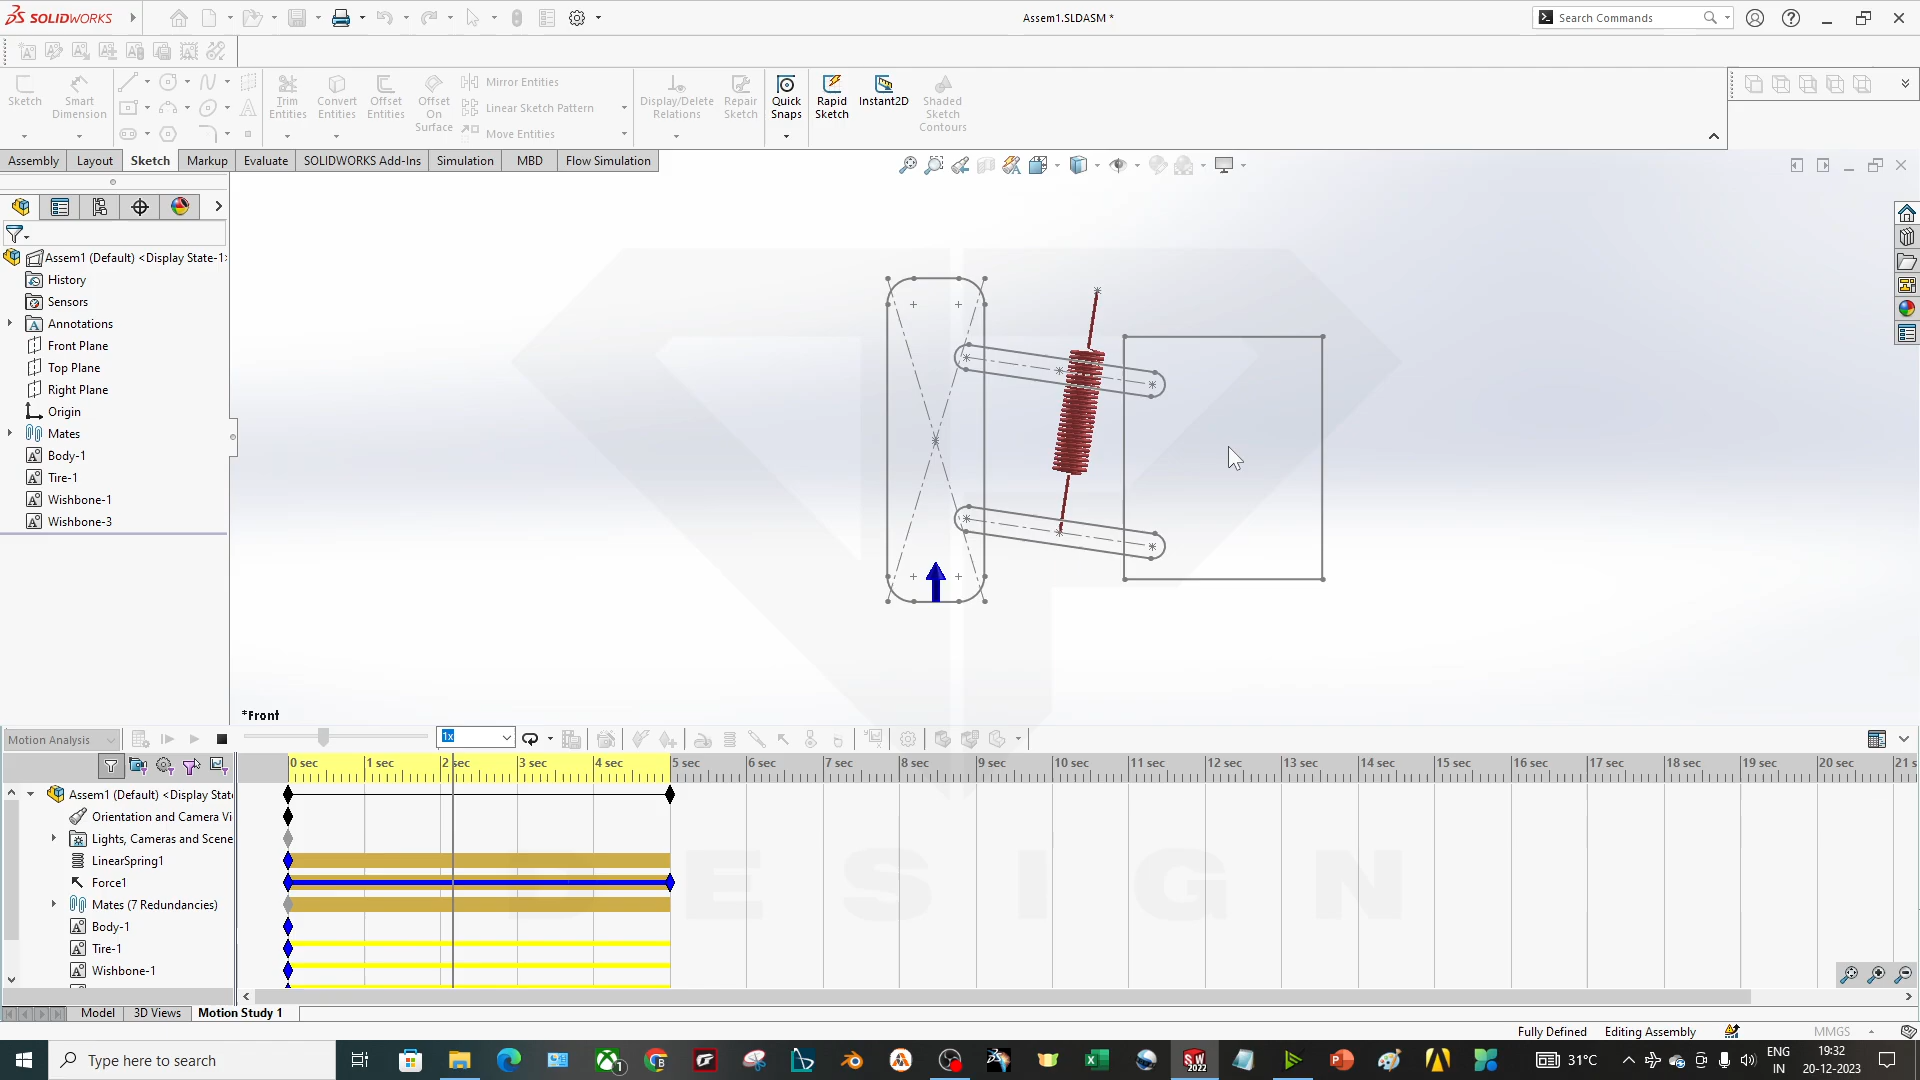 SOLIDWORKS
Assem1.SLDASM *
Search Commands
Sketch
Smart Dimension
Trim Entities
Convert Entities
Offset Entities
Offset On Surface
Mirror Entities
Linear Sketch Pattern
Move Entities
Display/Delete Relations
Repair Sketch
Quick Snaps
Rapid Sketch
Instant2D
Shaded Sketch Contours
Assembly
Layout
Sketch
Markup
Evaluate
SOLIDWORKS Add-Ins
Simulation
MBD
Flow Simulation
Assem1 (Default) <Display State-1>
History
Sensors
Annotations
Front Plane
Top Plane
Right Plane
Origin
Mates
Body-1
Tire-1
Wishbone-1
Wishbone-3
*Front
Motion Analysis
1x
0 sec
1 sec
2 sec
3 sec
4 sec
5 sec
6 sec
7 sec
8 sec
9 sec
10 sec
11 sec
12 sec
13 sec
14 sec
15 sec
16 sec
17 sec
18 sec
19 sec
20 sec
21 s
Assem1 (Default) <Display State
Orientation and Camera Vi
Lights, Cameras and Scene
LinearSpring1
Force1
Mates (7 Redundancies)
Body-1
Tire-1
Wishbone-1
DESIGN
Model
3D Views
Motion Study 1
Fully Defined
Editing Assembly
MMGS
Type here to search
SW 2022
31°C
ENG
IN
19:32
20-12-2023